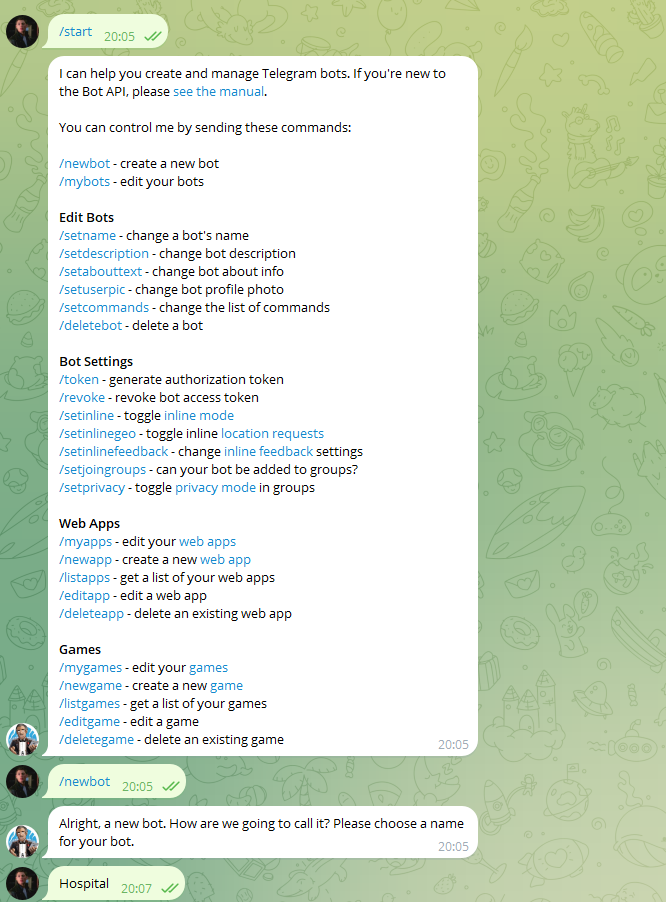 /start 20:05
I can help you create and manage Telegram bots. If you're new to
the Bot API, please see the manual.
You can control me by sending these commands:
/newbot - create a new bot
/mybots - edit your bots
Edit Bots
/setname - change a bot's name
/setdescription - change bot description
/setabouttext - change bot about info
/setuserpic - change bot profile photo
/setcommands - change the list of commands
/deletebot - delete a bot
Bot Settings
/token - generate authorization token
/revoke - revoke bot access token
/setinline - toggle inline mode
/setinlinegeo - toggle inline location requests
/setinlinefeedback - change inline feedback settings
/setjoingroups - can your bot be added to groups?
/setprivacy - toggle privacy mode in groups
Web Apps
/myapps - edit your web apps
/newapp - create a new web app
/listapps - get a list of your web apps
/editapp - edit a web app
/deleteapp - delete an existing web app
Games
/mygames - edit your games
/newgame - create a new game
/listgames - get a list of your games
/editgame - edit a game
/deletegame - delete an existing game
20:05
/newbot 20:05
Alright, a new bot. How are we going to call it? Please choose a name
for your bot.
20:05
Hospital 20:07